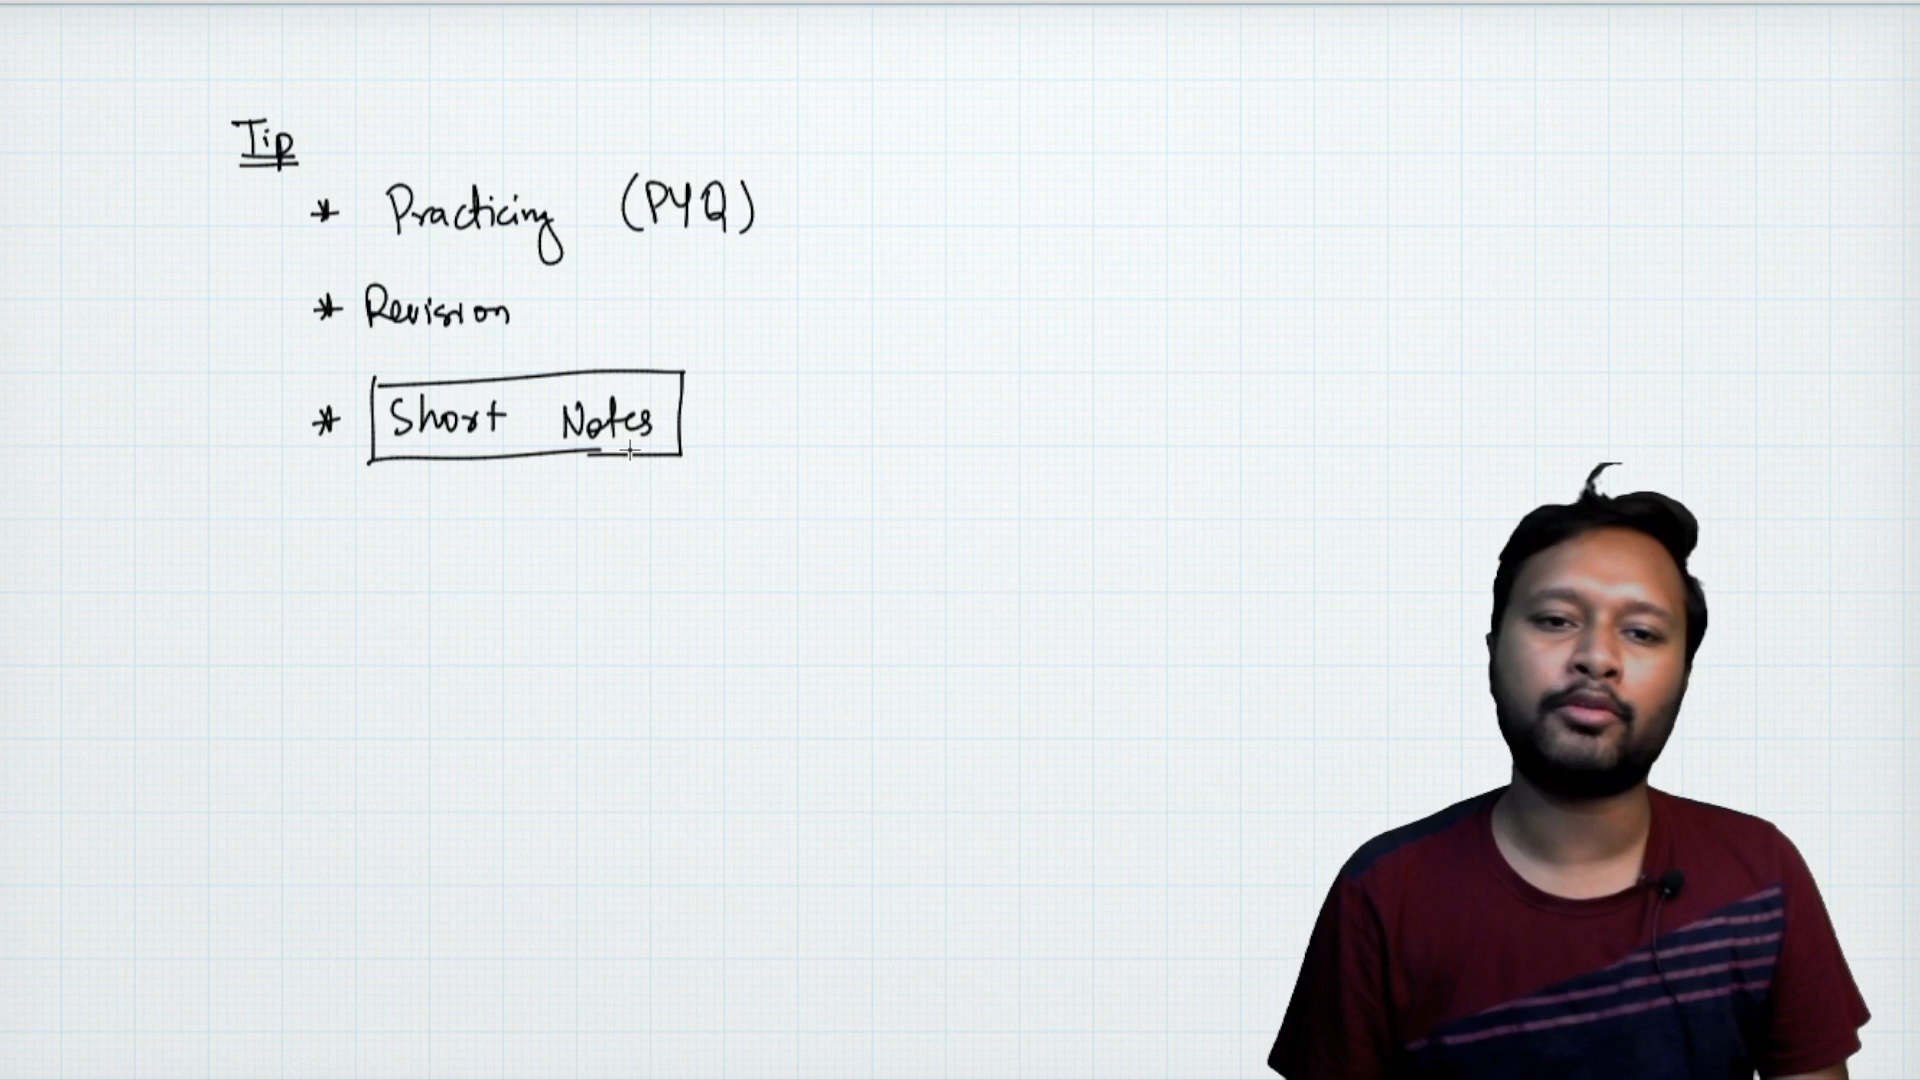 Tip
* Practicing (PYQ)
* Revision
* Short Notes